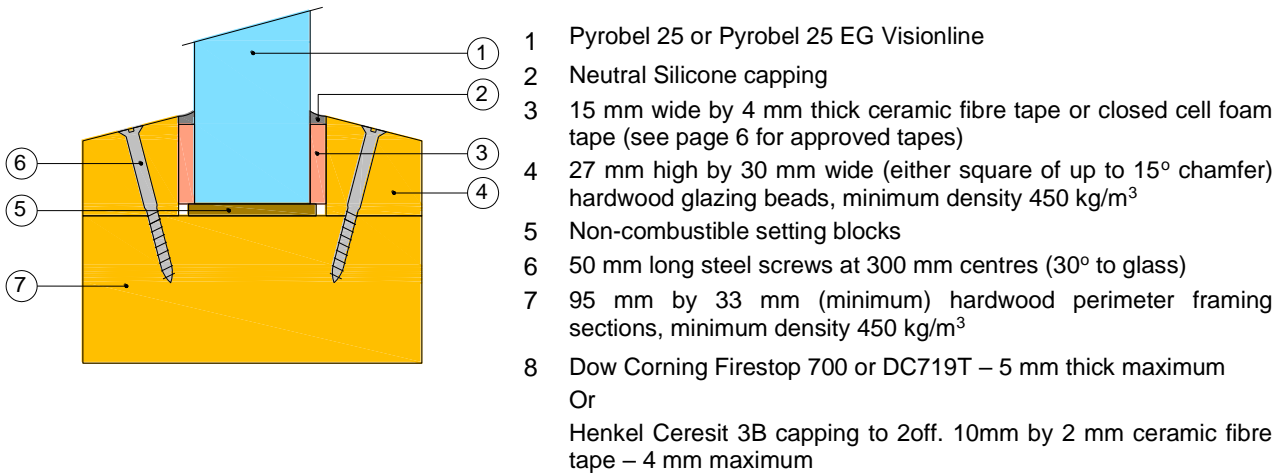 1
2
3
4
5
6
7
1 Pyrobel 25 or Pyrobel 25 EG Visionline
2 Neutral Silicone capping
3 15 mm wide by 4 mm thick ceramic fibre tape or closed cell foam
tape (see page 6 for approved tapes)
4 27 mm high by 30 mm wide (either square of up to 15º chamfer)
hardwood glazing beads, minimum density 450 kg/m³
5 Non-combustible setting blocks
6 50 mm long steel screws at 300 mm centres (30º to glass)
7 95 mm by 33 mm (minimum) hardwood perimeter framing
sections, minimum density 450 kg/m³
8 Dow Corning Firestop 700 or DC719T – 5 mm thick maximum
Or
Henkel Ceresit 3B capping to 2off. 10mm by 2 mm ceramic fibre
tape – 4 mm maximum